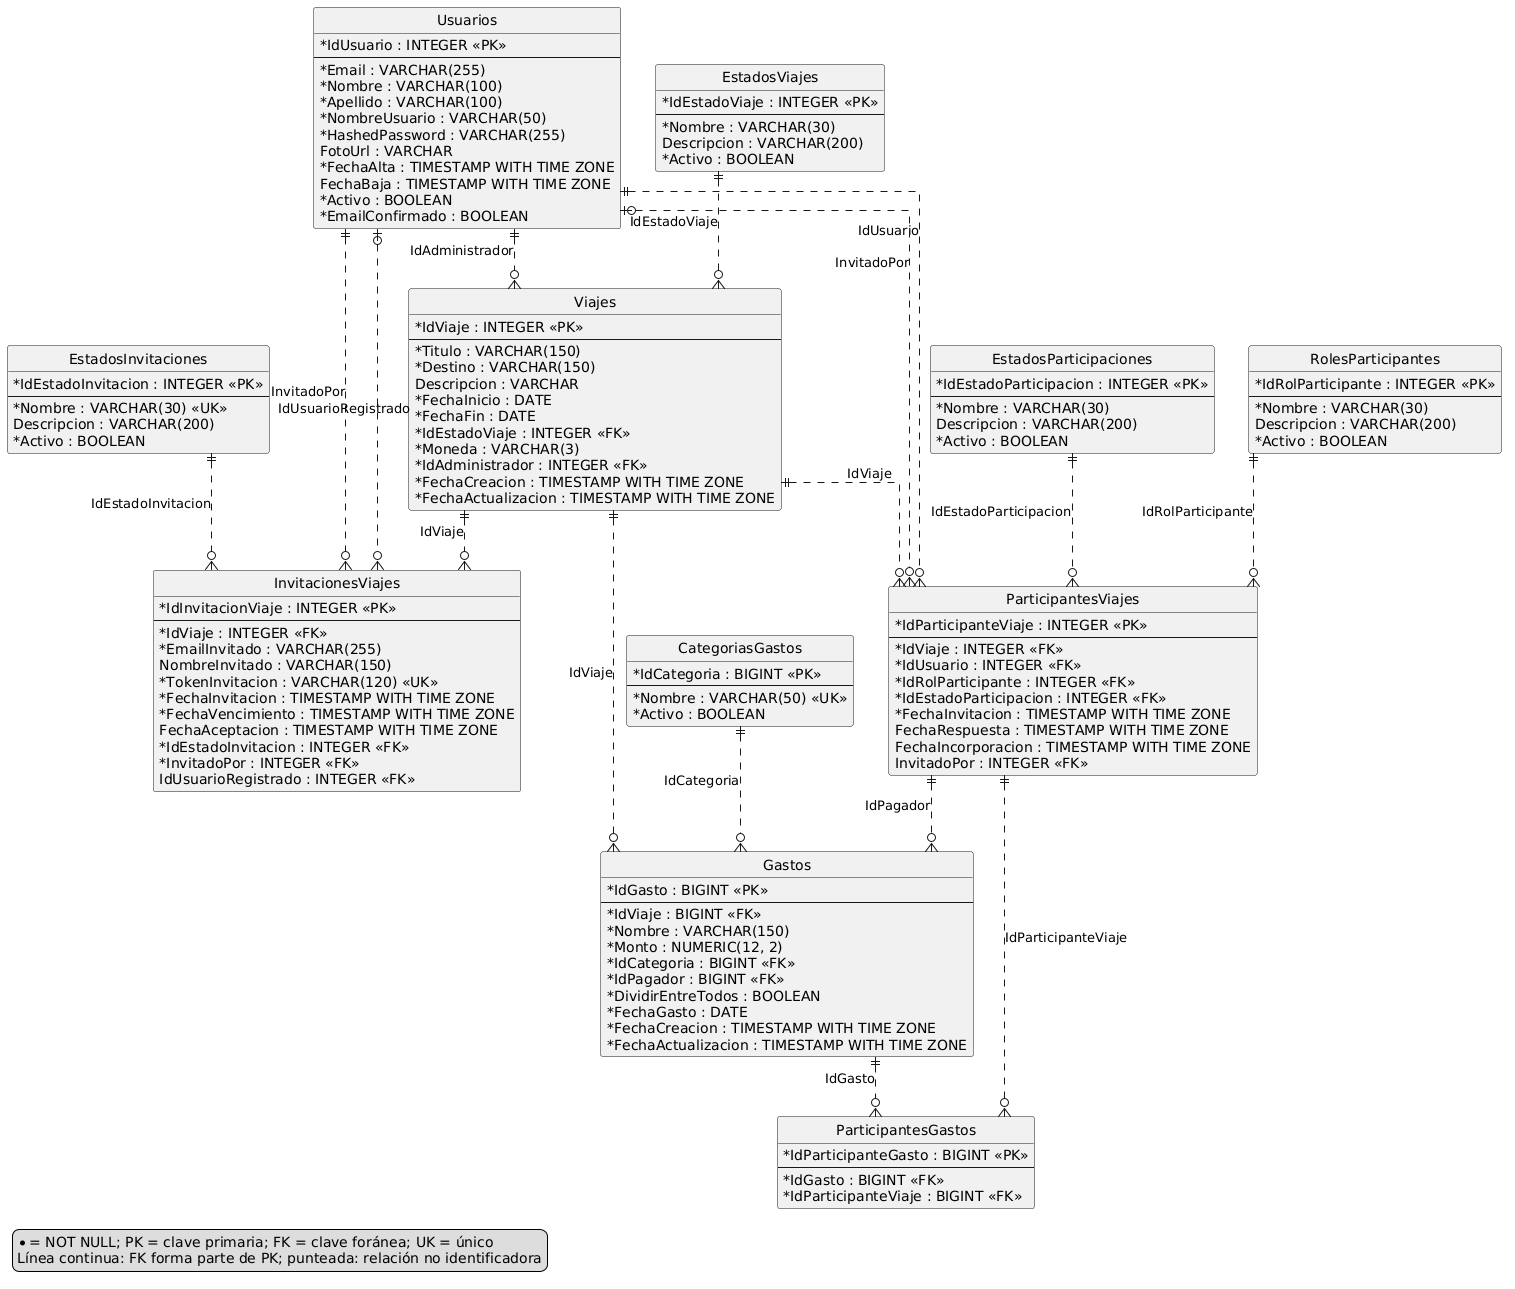 Usuarios
*IdUsuario : INTEGER «PK»
*Email : VARCHAR(255)
*Nombre : VARCHAR(100)
*Apellido : VARCHAR(100)
*NombreUsuario : VARCHAR(50)
*HashedPassword : VARCHAR(255)
FotoUrl : VARCHAR
*FechaAlta : TIMESTAMP WITH TIME ZONE
FechaBaja : TIMESTAMP WITH TIME ZONE
*Activo : BOOLEAN
*EmailConfirmado : BOOLEAN
EstadosViajes
*IdEstadoViaje : INTEGER «PK»
*Nombre : VARCHAR(30)
Descripcion : VARCHAR(200)
*Activo : BOOLEAN
IdAdministrador
IdEstadoViaje
IdUsuario
InvitadoPor
Viajes
*IdViaje : INTEGER «PK»
*Titulo : VARCHAR(150)
*Destino : VARCHAR(150)
Descripcion : VARCHAR
*FechaInicio : DATE
*FechaFin : DATE
*IdEstadoViaje : INTEGER «FK»
*Moneda : VARCHAR(3)
*IdAdministrador : INTEGER «FK»
*FechaCreacion : TIMESTAMP WITH TIME ZONE
*FechaActualizacion : TIMESTAMP WITH TIME ZONE
EstadosInvitaciones
*IdEstadoInvitacion : INTEGER «PK»
*Nombre : VARCHAR(30) «UK»
Descripcion : VARCHAR(200)
*Activo : BOOLEAN
InvitadoPor
IdUsuarioRegistrado
EstadosParticipaciones
*IdEstadoParticipacion : INTEGER «PK»
*Nombre : VARCHAR(30)
Descripcion : VARCHAR(200)
*Activo : BOOLEAN
RolesParticipantes
*IdRolParticipante : INTEGER «PK»
*Nombre : VARCHAR(30)
Descripcion : VARCHAR(200)
*Activo : BOOLEAN
IdViaje
IdEstadoInvitacion
IdViaje
IdEstadoParticipacion
IdRolParticipante
InvitacionesViajes
*IdInvitacionViaje : INTEGER «PK»
*IdViaje : INTEGER «FK»
*EmailInvitado : VARCHAR(255)
NombreInvitado : VARCHAR(150)
*TokenInvitacion : VARCHAR(120) «UK»
*FechaInvitacion : TIMESTAMP WITH TIME ZONE
*FechaVencimiento : TIMESTAMP WITH TIME ZONE
FechaAceptacion : TIMESTAMP WITH TIME ZONE
*IdEstadoInvitacion : INTEGER «FK»
*InvitadoPor : INTEGER «FK»
IdUsuarioRegistrado : INTEGER «FK»
IdViaje
CategoriasGastos
*IdCategoria : BIGINT «PK»
*Nombre : VARCHAR(50) «UK»
*Activo : BOOLEAN
ParticipantesViajes
*IdParticipanteViaje : INTEGER «PK»
*IdViaje : INTEGER «FK»
*IdUsuario : INTEGER «FK»
*IdRolParticipante : INTEGER «FK»
*IdEstadoParticipacion : INTEGER «FK»
*FechaInvitacion : TIMESTAMP WITH TIME ZONE
FechaRespuesta : TIMESTAMP WITH TIME ZONE
FechaIncorporacion : TIMESTAMP WITH TIME ZONE
InvitadoPor : INTEGER «FK»
IdCategoria
IdPagador
Gastos
*IdGasto : BIGINT «PK»
*IdViaje : BIGINT «FK»
*Nombre : VARCHAR(150)
*Monto : NUMERIC(12, 2)
*IdCategoria : BIGINT «FK»
*IdPagador : BIGINT «FK»
*DividirEntreTodos : BOOLEAN
*FechaGasto : DATE
*FechaCreacion : TIMESTAMP WITH TIME ZONE
*FechaActualizacion : TIMESTAMP WITH TIME ZONE
IdParticipanteViaje
IdGasto
ParticipantesGastos
*IdParticipanteGasto : BIGINT «PK»
*IdGasto : BIGINT «FK»
*IdParticipanteViaje : BIGINT «FK»
• = NOT NULL; PK = clave primaria; FK = clave foránea; UK = único
Línea continua: FK forma parte de PK; punteada: relación no identificadora